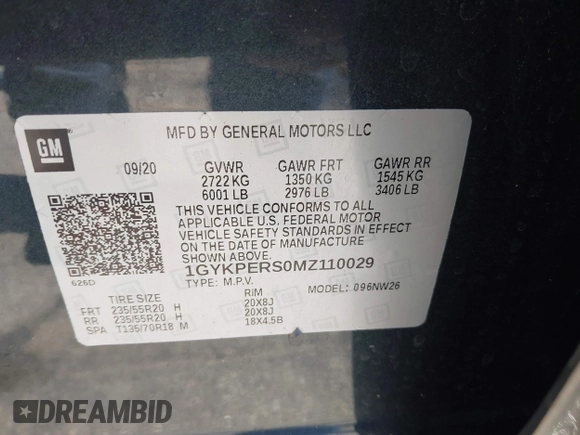 GM
MFD BY GENERAL MOTORS LLC
09/20 GVWR GAWR FRT GAWR RR
2722 KG 1350 KG 1545 KG
6001 LB 2976 LB 3406 LB
THIS VEHICLE CONFORMS TO ALL
APPLICABLE U.S. FEDERAL MOTOR
VEHICLE SAFETY STANDARDS IN EFFECT
ON THE DATE OF MANUFACTURE
SHOWN ABOVE.
626D 1GYKPERS0MZ110029
TYPE: M.P.V. MODEL: 096NW26
TIRE SIZE RIM
FRT 235/55R20 H 20X8J
RR 235/55R20 H 20X8J
SPA T135/70R18 M 18X4.5B
DREAMBID